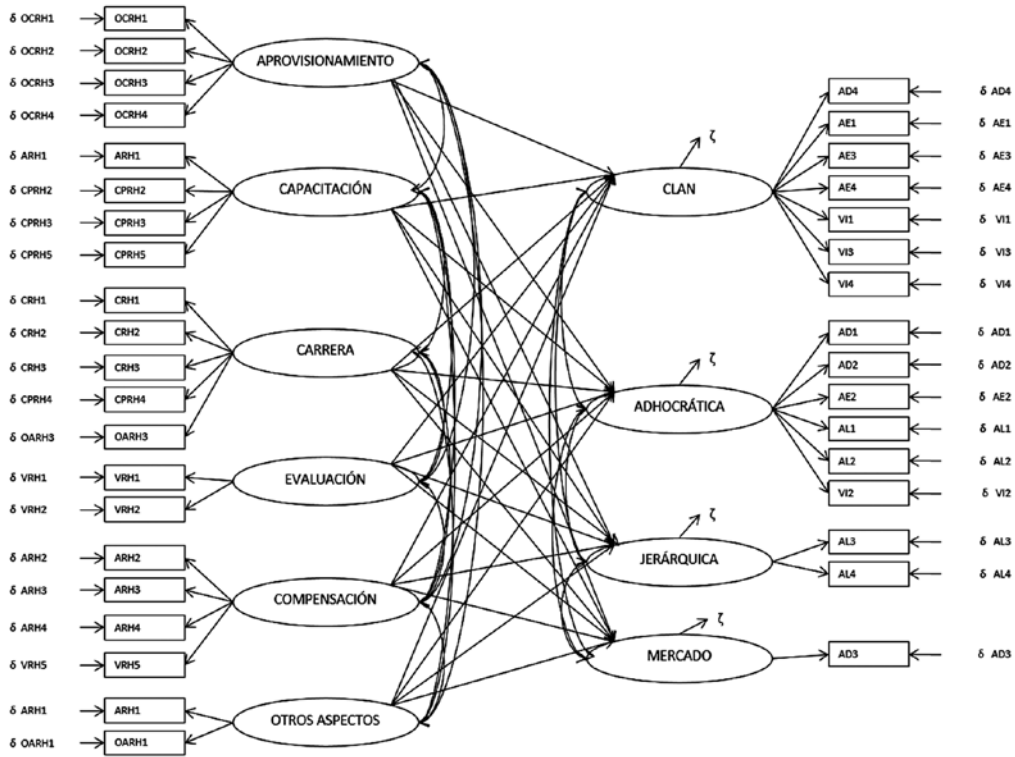 δ OCRH1 OCRH1
δ OCRH2 OCRH2
δ OCRH3 OCRH3
δ OCRH4 OCRH4
APROVISIONAMIENTO
δ ARH1 ARH1
δ CPRH2 CPRH2
δ CPRH3 CPRH3
δ CPRH5 CPRH5
CAPACITACIÓN
δ CRH1 CRH1
δ CRH2 CRH2
δ CRH3 CRH3
δ CPRH4 CPRH4
δ OARH3 OARH3
CARRERA
δ VRH1 VRH1
δ VRH2 VRH2
EVALUACIÓN
δ ARH2 ARH2
δ ARH3 ARH3
δ ARH4 ARH4
δ VRH5 VRH5
COMPENSACIÓN
δ ARH1 ARH1
δ OARH1 OARH1
OTROS ASPECTOS
ζ
CLAN
AD4 δ AD4
AE1 δ AE1
AE3 δ AE3
AE4 δ AE4
VI1 δ VI1
VI3 δ VI3
VI4 δ VI4
ζ
ADHOCRÁTICA
AD1 δ AD1
AD2 δ AD2
AE2 δ AE2
AL1 δ AL1
AL2 δ AL2
VI2 δ VI2
ζ
JERÁRQUICA
AL3 δ AL3
AL4 δ AL4
ζ
MERCADO
AD3 δ AD3